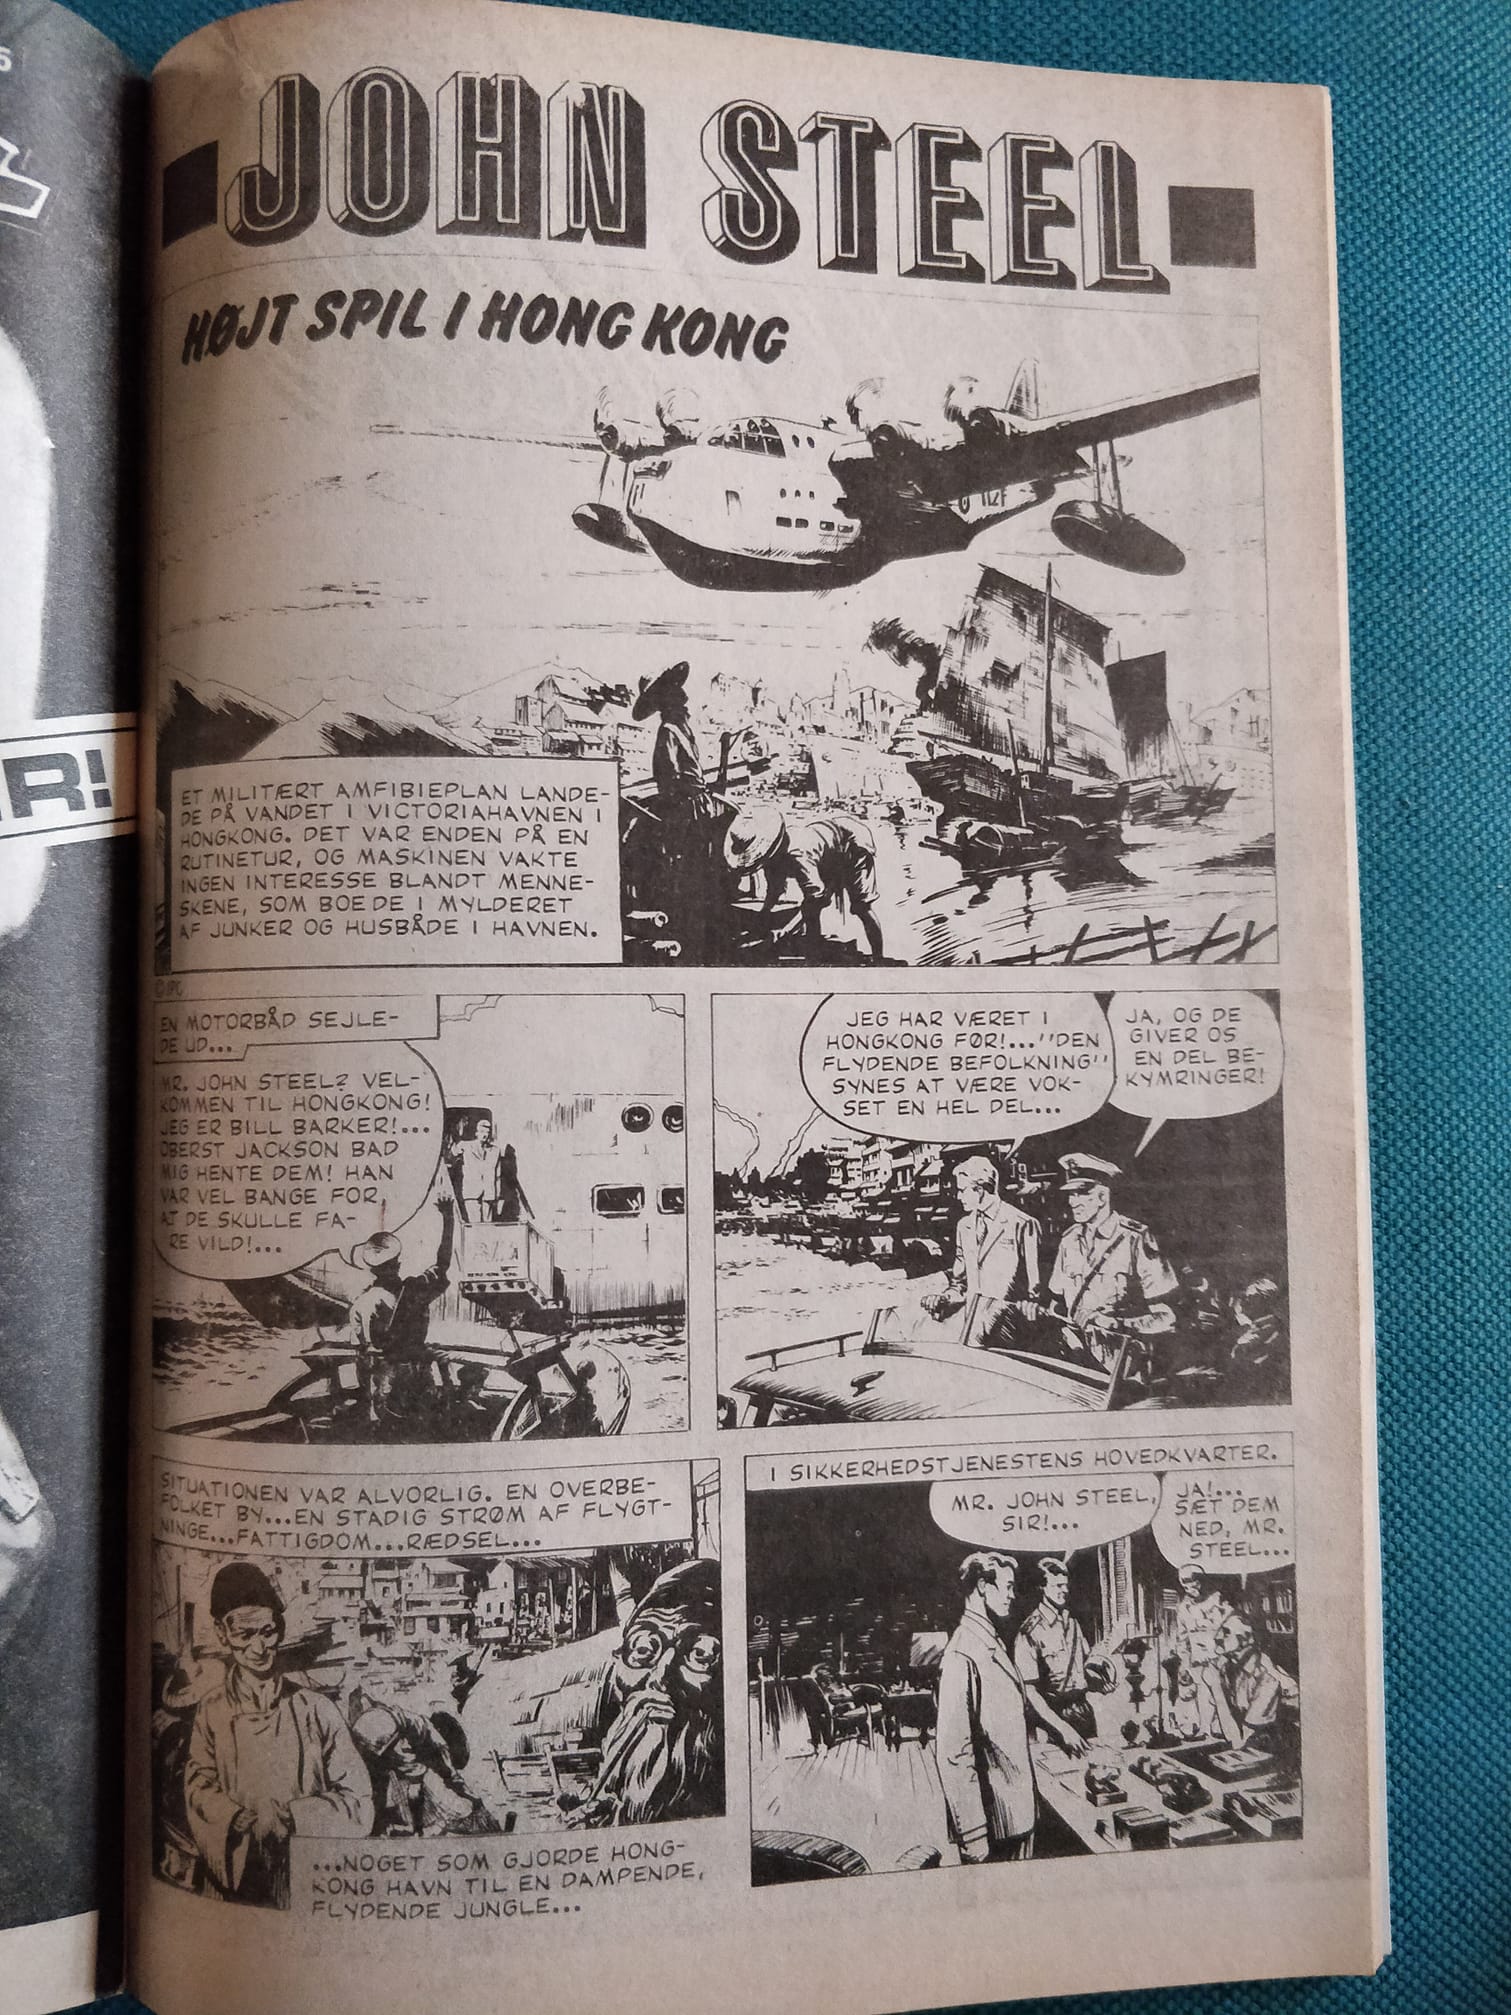 JOHN STEEL
HØJT SPIL I HONG KONG
112F
ET MILITÆRT AMFIBIEPLAN LANDE-
DE PÅ VANDET I VICTORIAHAVNEN I
HONGKONG. DET VAR ENDEN PÅ EN
RUTINETUR, OG MASKINEN VAKTE
INGEN INTERESSE BLANDT MENNE-
SKENE, SOM BOEDE I MYLDERET
AF JUNKER OG HUSBÅDE I HAVNEN.
© IPC
EN MOTORBÅD SEJLE-
DE UD...
MR. JOHN STEEL? VEL-
KOMMEN TIL HONGKONG!
JEG ER BILL BARKER!...
OBERST JACKSON BAD
MIG HENTE DEM! HAN
VAR VEL BANGE FOR,
AT DE SKULLE FA-
RE VILD!...
JEG HAR VÆRET I
HONGKONG FØR!..."DEN
FLYDENDE BEFOLKNING"
SYNES AT VÆRE VOK-
SET EN HEL DEL...
JA, OG DE
GIVER OS
EN DEL BE-
KYMRINGER!
SITUATIONEN VAR ALVORLIG. EN OVERBE-
FOLKET BY...EN STADIG STRØM AF FLYGT-
NINGE...FATTIGDOM...RÆDSEL...
...NOGET SOM GJORDE HONG-
KONG HAVN TIL EN DAMPENDE,
FLYDENDE JUNGLE...
I SIKKERHEDSTJENESTENS HOVEDKVARTER.
MR. JOHN STEEL,
SIR!...
JA!...
SÆT DEM
NED, MR.
STEEL...
R!